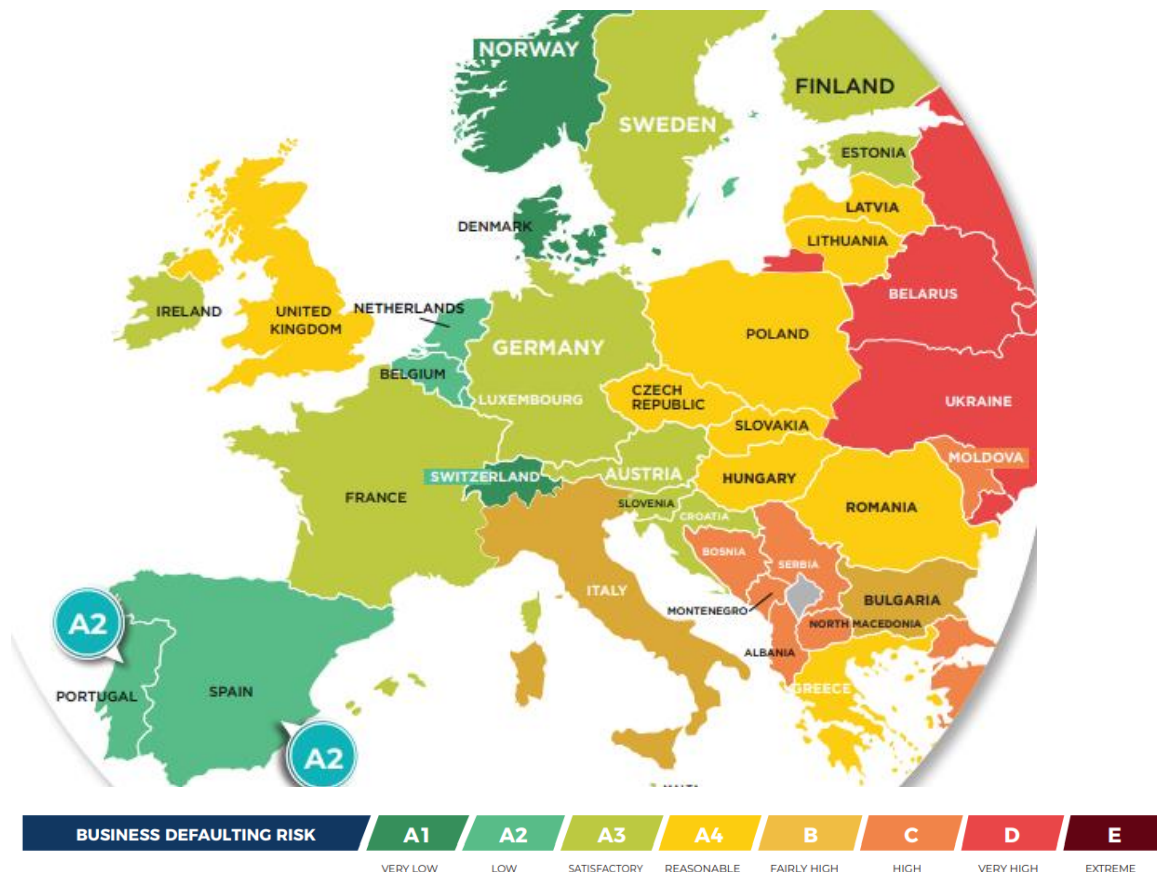 NORWAY
FINLAND
SWEDEN
ESTONIA
LATVIA
DENMARK
LITHUANIA
BELARUS
IRELAND
UNITED
KINGDOM
NETHERLANDS
POLAND
GERMANY
BELGIUM
CZECH
REPUBLIC
LUXEMBOURG
UKRAINE
SLOVAKIA
MOLDOVA
SWITZERLAND
AUSTRIA
HUNGARY
FRANCE
SLOVENIA
ROMANIA
CROATIA
BOSNIA
SERBIA
ITALY
BULGARIA
MONTENEGRO
A2
NORTH MACEDONIA
ALBANIA
PORTUGAL
SPAIN
GREECE
A2
BUSINESS DEFAULTING RISK
A1
A2
A3
A4
B
C
D
E
VERY LOW
LOW
SATISFACTORY
REASONABLE
FAIRLY HIGH
HIGH
VERY HIGH
EXTREME